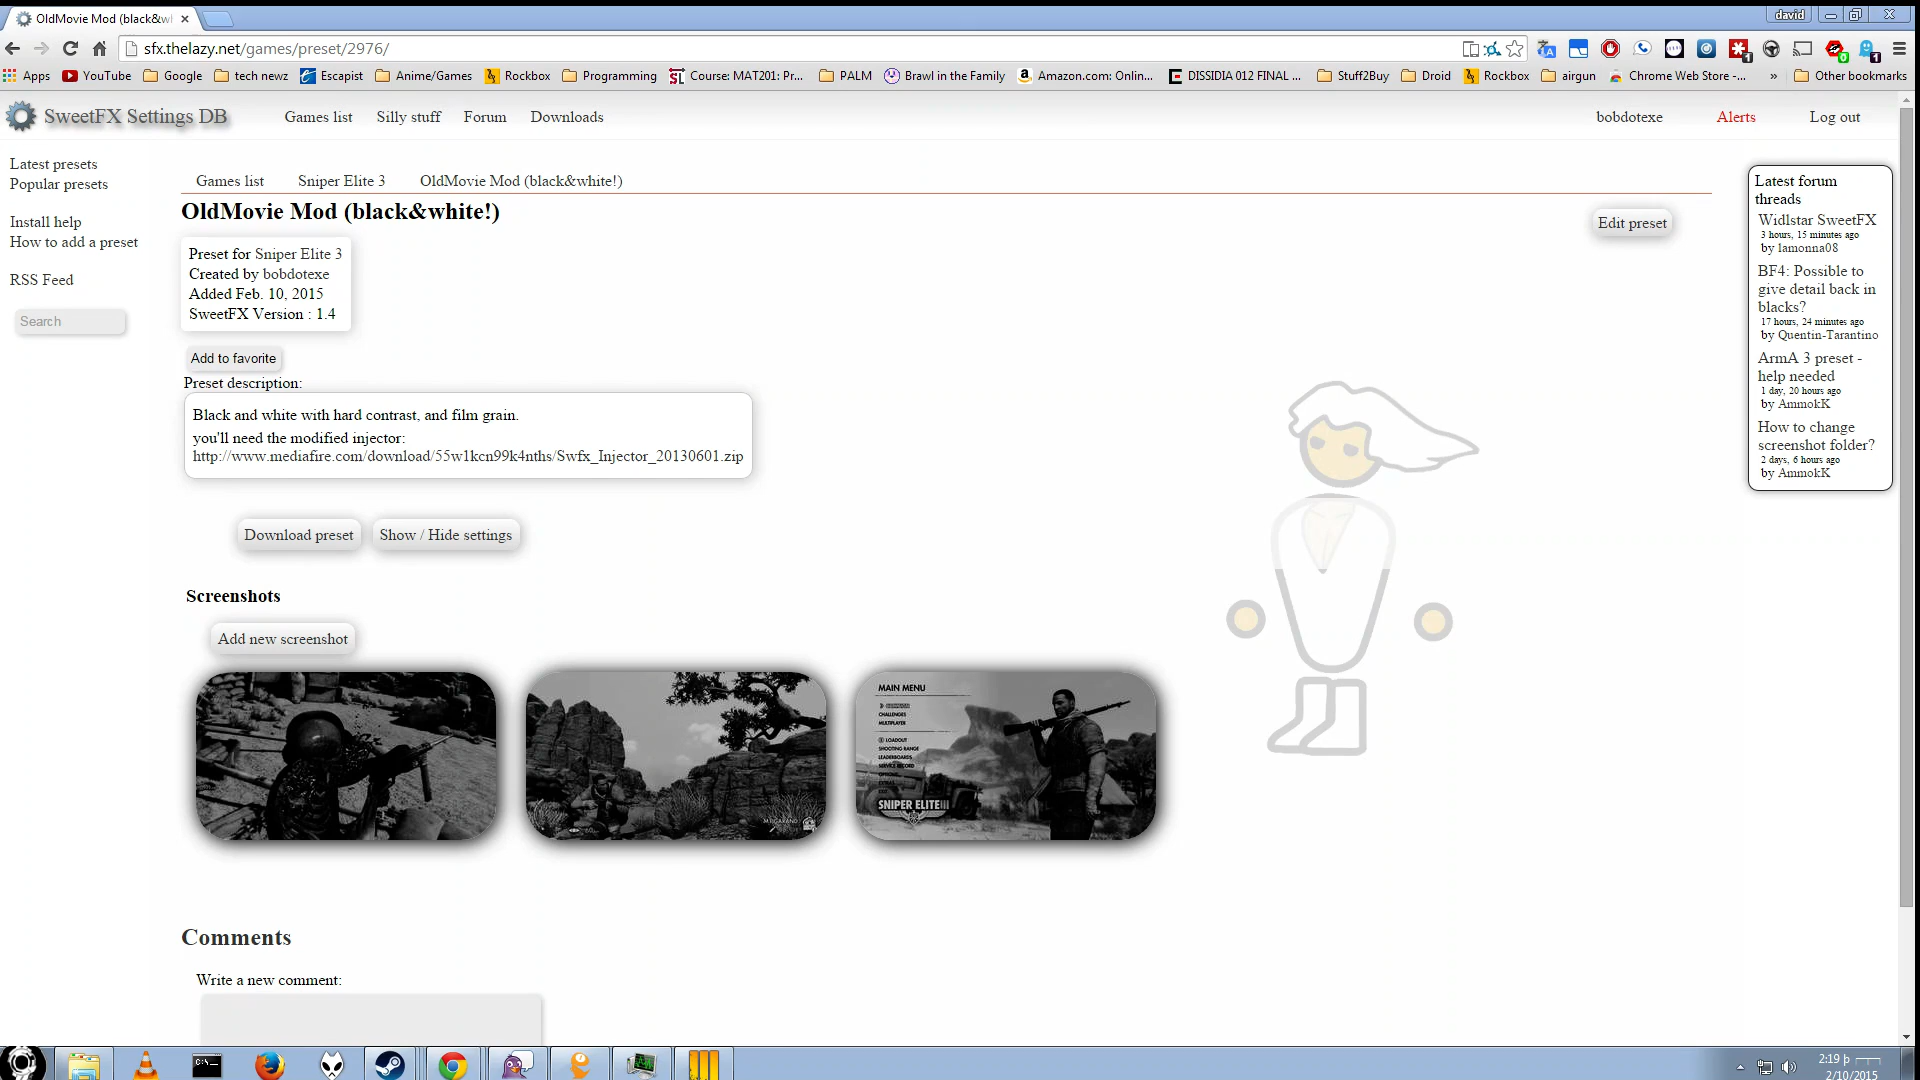 OldMovie Mod (black&wh
david
sfx.thelazy.net/games/preset/2976/
Apps YouTube Google tech newz Escapist Anime/Games Rockbox Programming Course: MAT201: Pr... PALM Brawl in the Family Amazon.com: Onlin... DISSIDIA 012 FINAL ... Stuff2Buy Droid Rockbox airgun Chrome Web Store -... » Other bookmarks
SweetFX Settings DB Games list Silly stuff Forum Downloads bobdotexe Alerts Log out
Latest presets
Popular presets
Install help
How to add a preset
RSS Feed
Search
Games list Sniper Elite 3 OldMovie Mod (black&white!)
OldMovie Mod (black&white!)
Edit preset
Preset for Sniper Elite 3
Created by bobdotexe
Added Feb. 10, 2015
SweetFX Version : 1.4
Add to favorite
Preset description:
Black and white with hard contrast, and film grain.
you'll need the modified injector:
http://www.mediafire.com/download/55w1kcn99k4nths/Swfx_Injector_20130601.zip
Download preset Show / Hide settings
Screenshots
Add new screenshot
MAIN MENU
CHALLENGES
MULTIPLAYER
LOADOUT
SHOOTING RANGE
LEADERBOARDS
SERVICE RECORD
SNIPER ELITE III
Comments
Write a new comment:
Latest forum
threads
Widlstar SweetFX
3 hours, 15 minutes ago
by lamonna08
BF4: Possible to
give detail back in
blacks?
17 hours, 24 minutes ago
by Quentin-Tarantino
ArmA 3 preset -
help needed
1 day, 20 hours ago
by AmmokK
How to change
screenshot folder?
2 days, 6 hours ago
by AmmokK
2:19 þ
2/10/2015